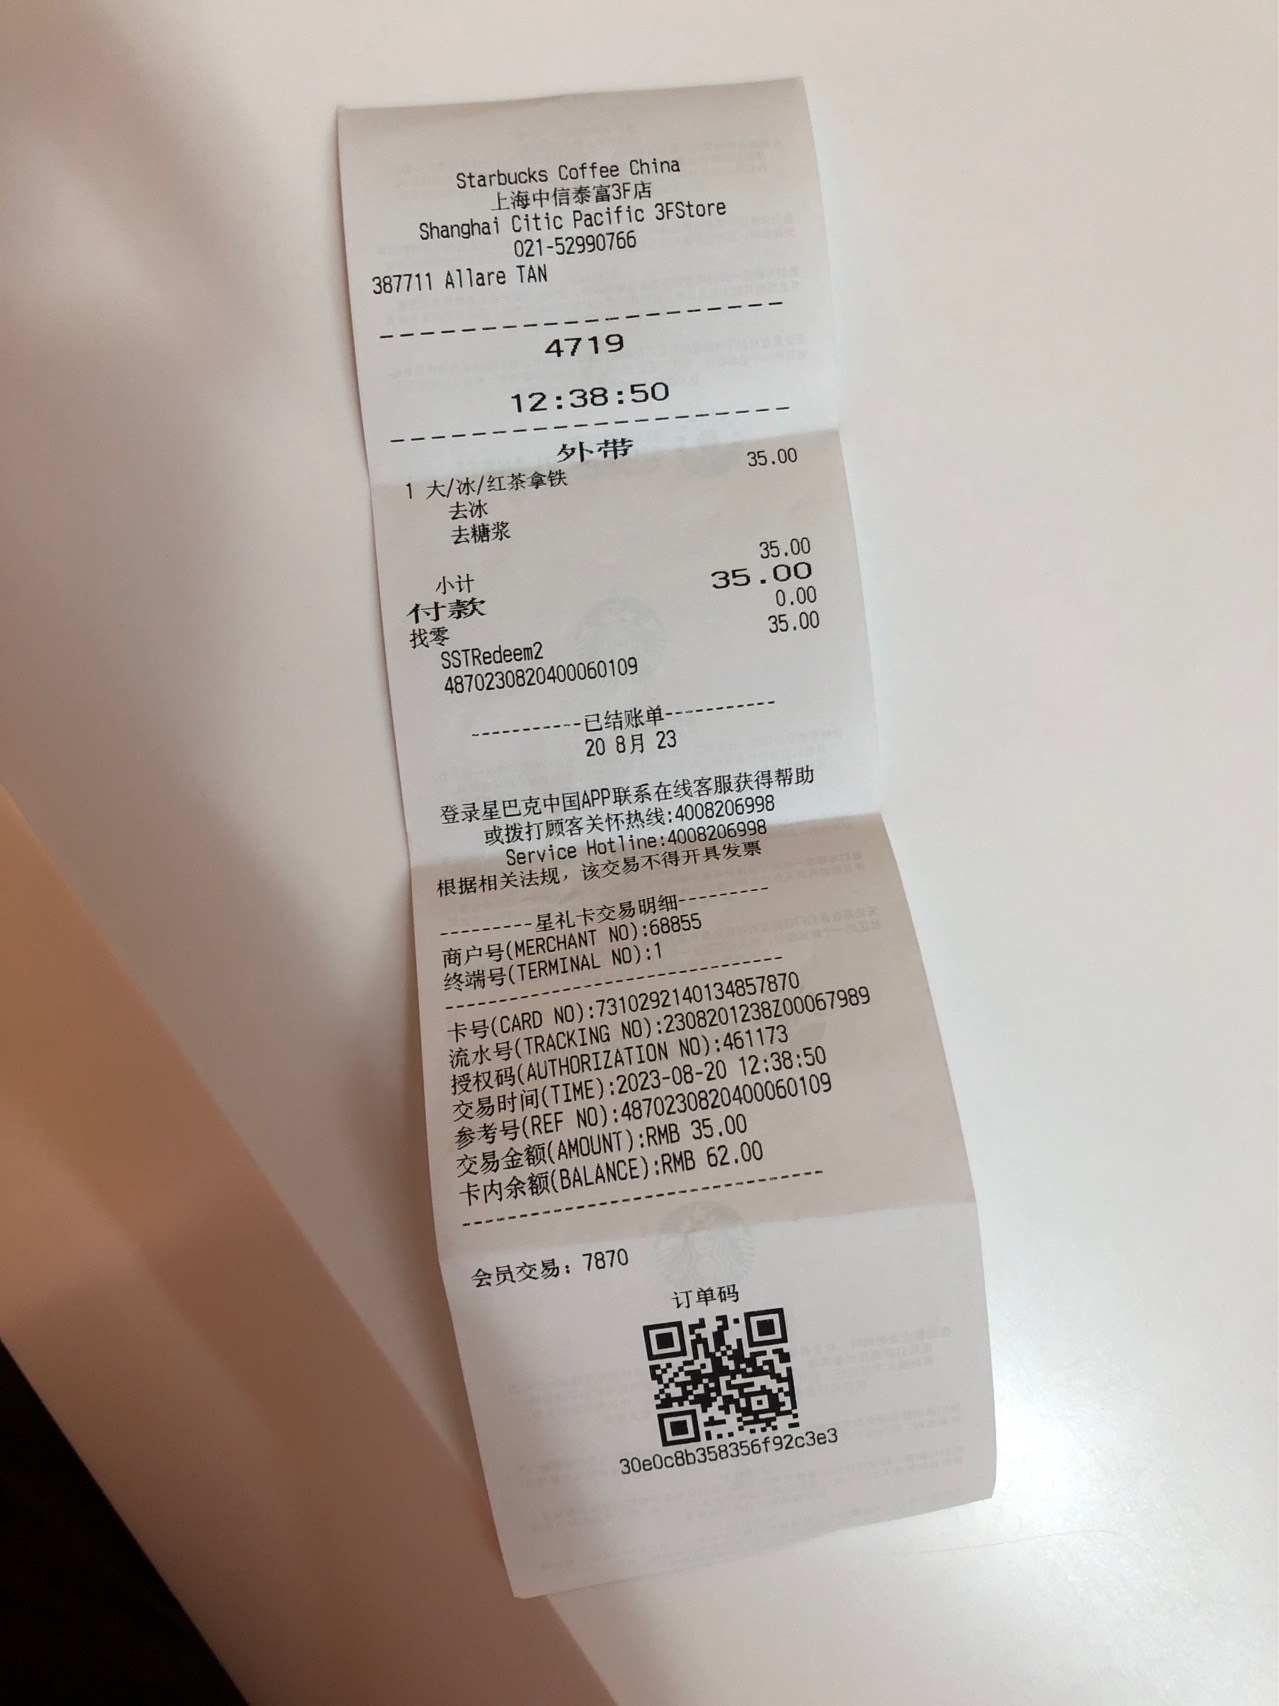 Starbucks Coffee China
上海中信泰富3F店
Shanghai Citic Pacific 3FStore
021-52990766
387711 Allare TAN
4719
12:38:50
外带
1 大/冰/红茶拿铁 35.00
去冰
去糖浆
小计 35.00
付款 35.00
找零 0.00
SSTRedeem2 35.00
4870230820400060109
-----------已结账单-----------
20 8月 23
登录星巴克中国APP联系在线客服获得帮助
或拨打顾客关怀热线:4008206998
Service Hotline:4008206998
根据相关法规，该交易不得开具发票
---------星礼卡交易明细---------
商户号(MERCHANT NO):68855
终端号(TERMINAL NO):1
卡号(CARD NO):7310292140134857870
流水号(TRACKING NO):2308201238Z00067989
授权码(AUTHORIZATION NO):461173
交易时间(TIME):2023-08-20 12:38:50
参考号(REF NO):4870230820400060109
交易金额(AMOUNT):RMB 35.00
卡内余额(BALANCE):RMB 62.00
会员交易：7870
订单码
30e0c8b358356f92c3e3